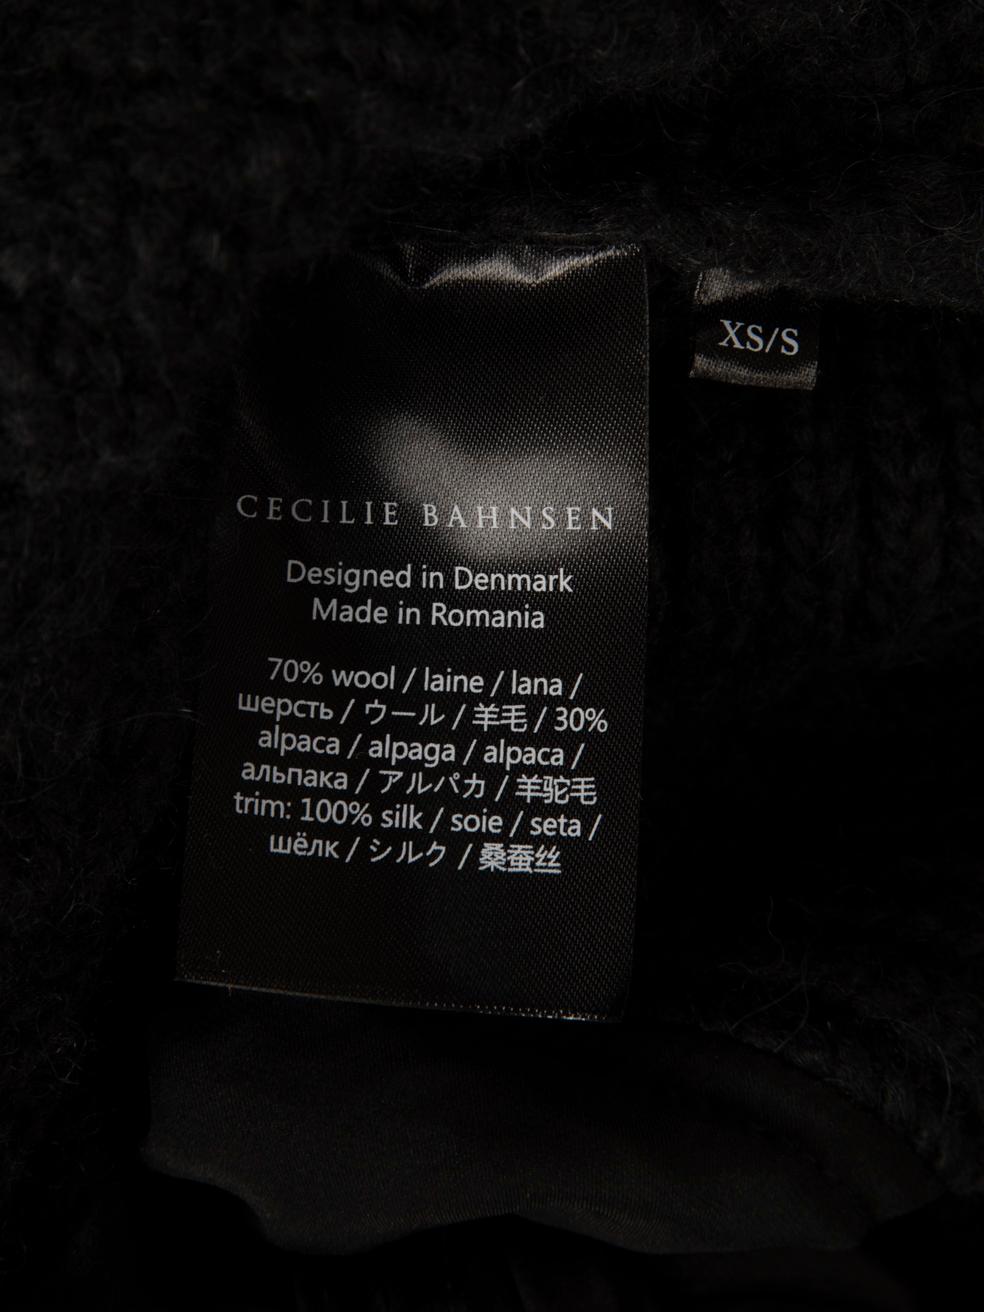 XS/S
CECILIE BAHNSEN
Designed in Denmark
Made in Romania
70% wool / laine / lana /
шерсть / ウール / 羊毛 / 30%
alpaca / alpaga / alpaca /
альпака / アルパカ / 羊驼毛
trim: 100% silk / soie / seta /
шёлк / シルク / 桑蚕丝